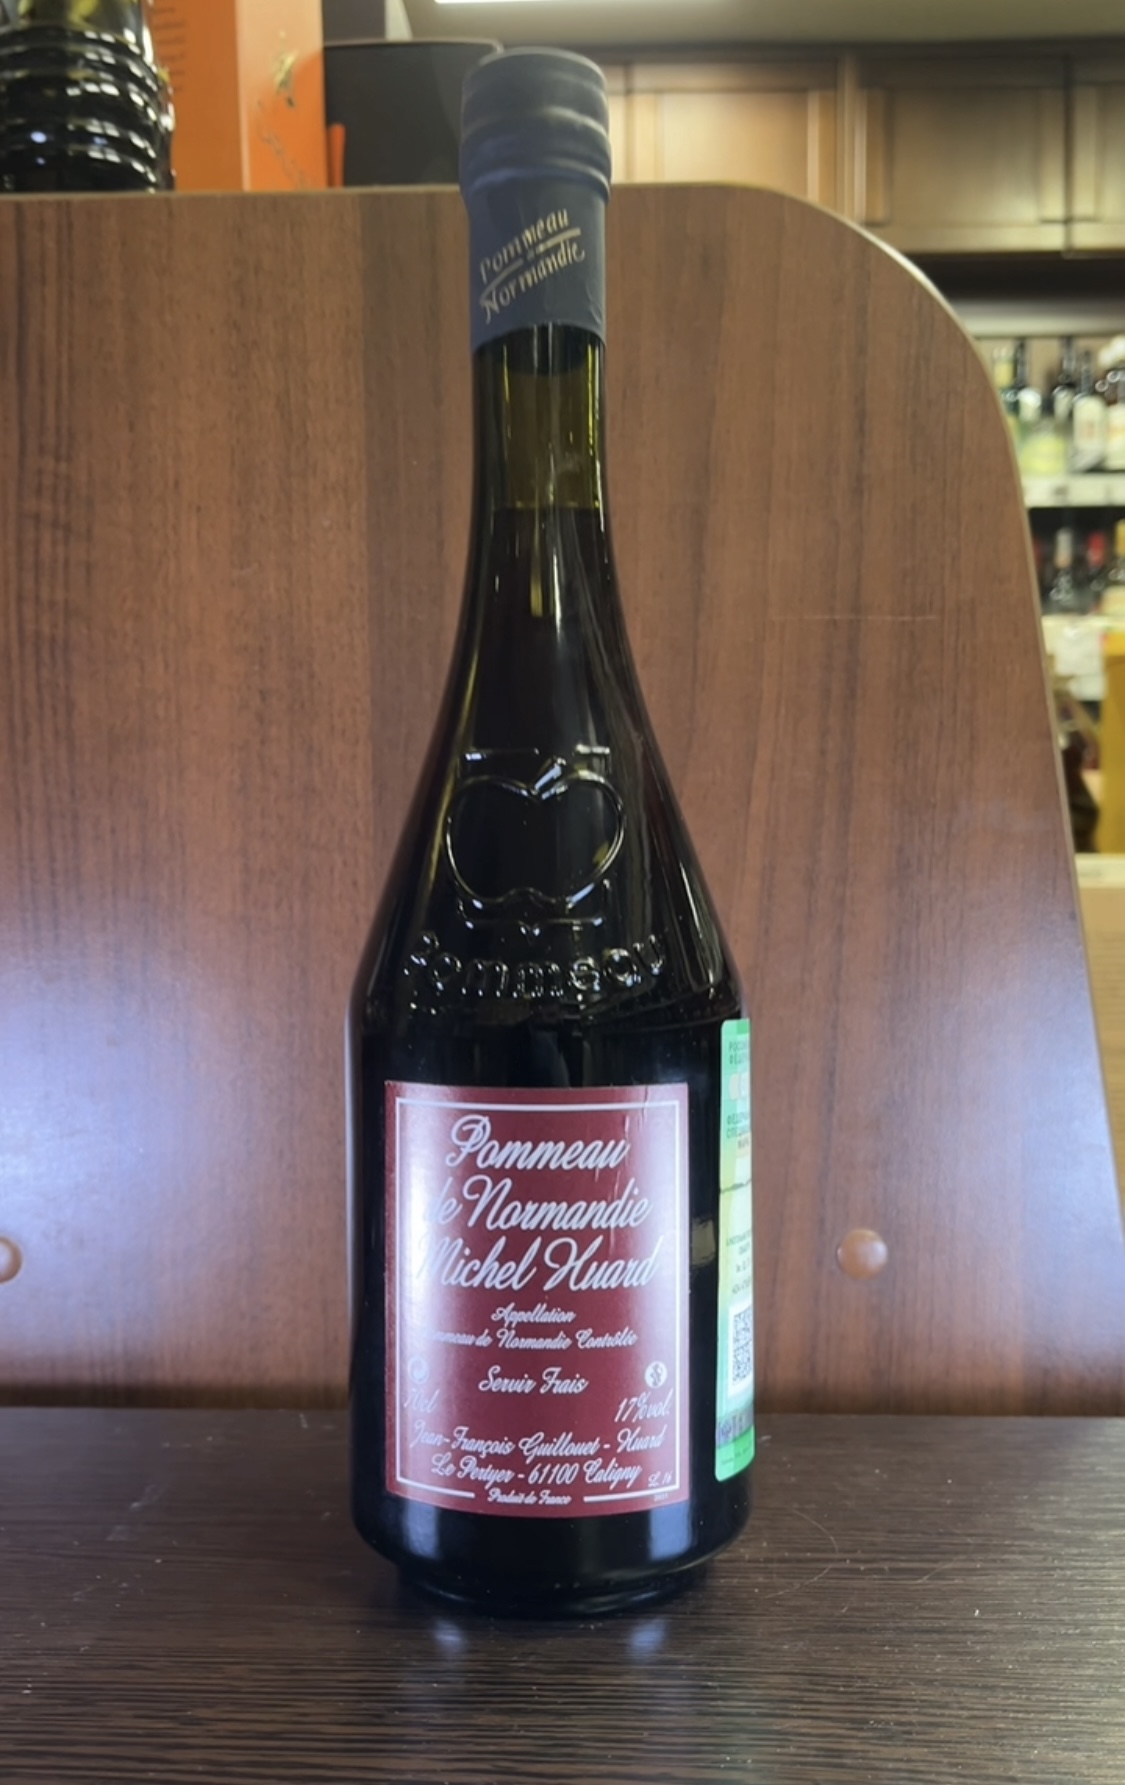 Pommeau
de
Normandie
Pommeau
Pommeau
de Normandie
Michel Huard
Appellation
de Normandie Contrôlée
Servir Frais
70cl
17%vol.
Jean-François Guillouet - Huard
Le Pertyer - 61100 Caligny
L.16
Produit de France